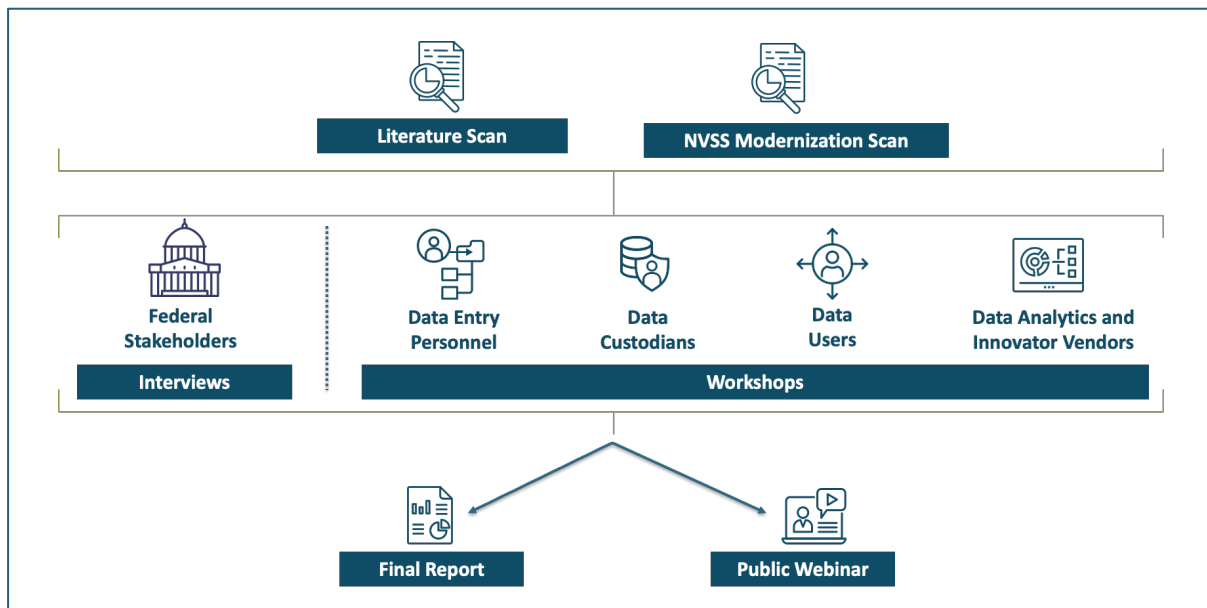 Literature Scan
NVSS Modernization Scan
Federal
Stakeholders
Data Entry
Personnel
Data
Custodians
Data
Users
Data Analytics and
Innovator Vendors
Interviews
Workshops
Final Report
Public Webinar